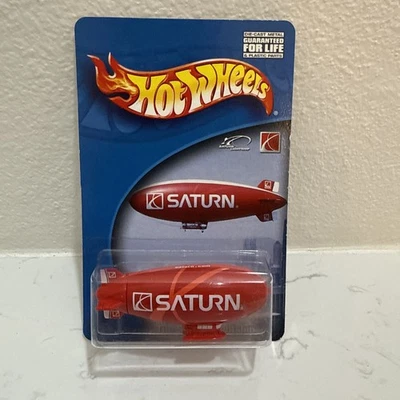 DIE-CAST METAL
GUARANTEED
FOR LIFE
& PLASTIC PARTS
HOT WHEELS
SATURN
SATURN